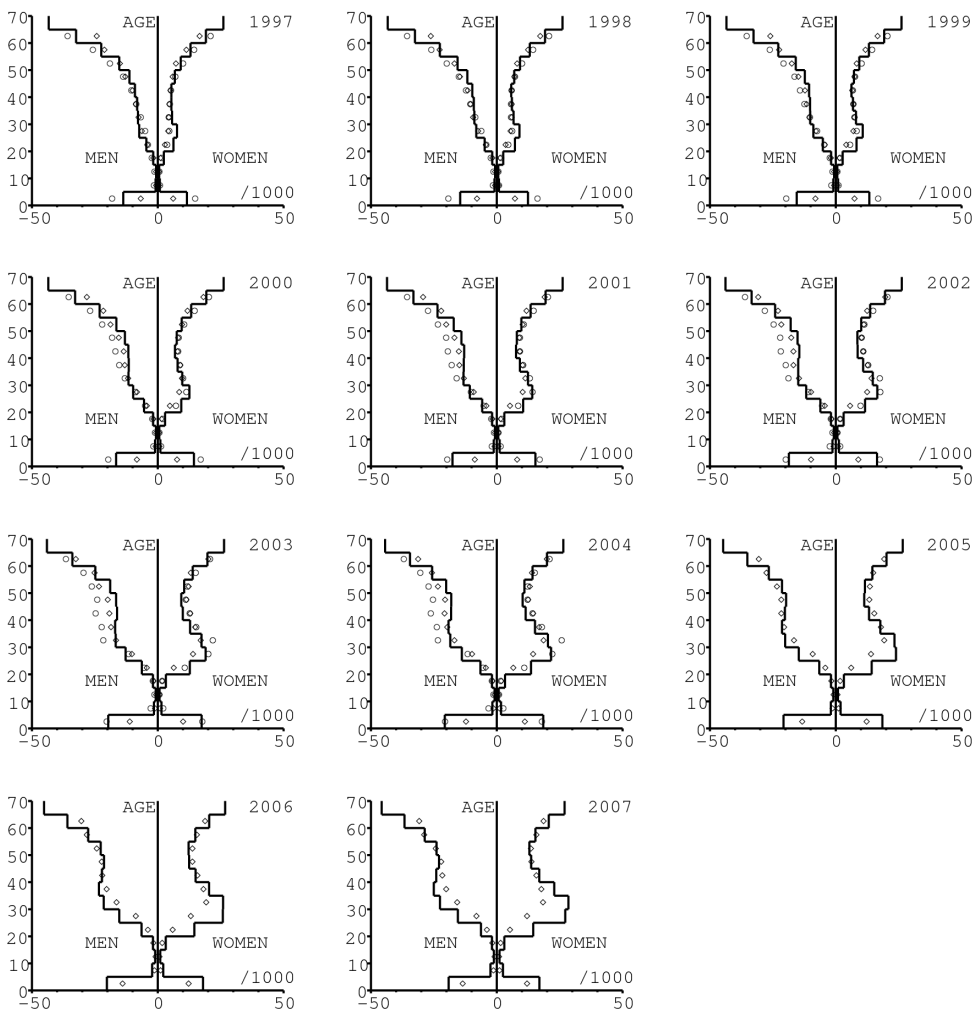 70 AGE 1997 70 AGE 1998 70 AGE 1999
60 60 60
50 50 50
40 40 40
30 30 30
20 MEN WOMEN 20 MEN WOMEN 20 MEN WOMEN
10 /1000 10 /1000 10 /1000
0 0 0
-50 0 50 -50 0 50 -50 0 50
70 AGE 2000 70 AGE 2001 70 AGE 2002
60 60 60
50 50 50
40 40 40
30 30 30
20 MEN WOMEN 20 MEN WOMEN 20 MEN WOMEN
10 /1000 10 /1000 10 /1000
0 0 0
-50 0 50 -50 0 50 -50 0 50
70 AGE 2003 70 AGE 2004 70 AGE 2005
60 60 60
50 50 50
40 40 40
30 30 30
20 MEN WOMEN 20 MEN WOMEN 20 MEN WOMEN
10 /1000 10 /1000 10 /1000
0 0 0
-50 0 50 -50 0 50 -50 0 50
70 AGE 2006 70 AGE 2007
60 60
50 50
40 40
30 30
20 MEN WOMEN 20 MEN WOMEN
10 /1000 10 /1000
0 0
-50 0 50 -50 0 50